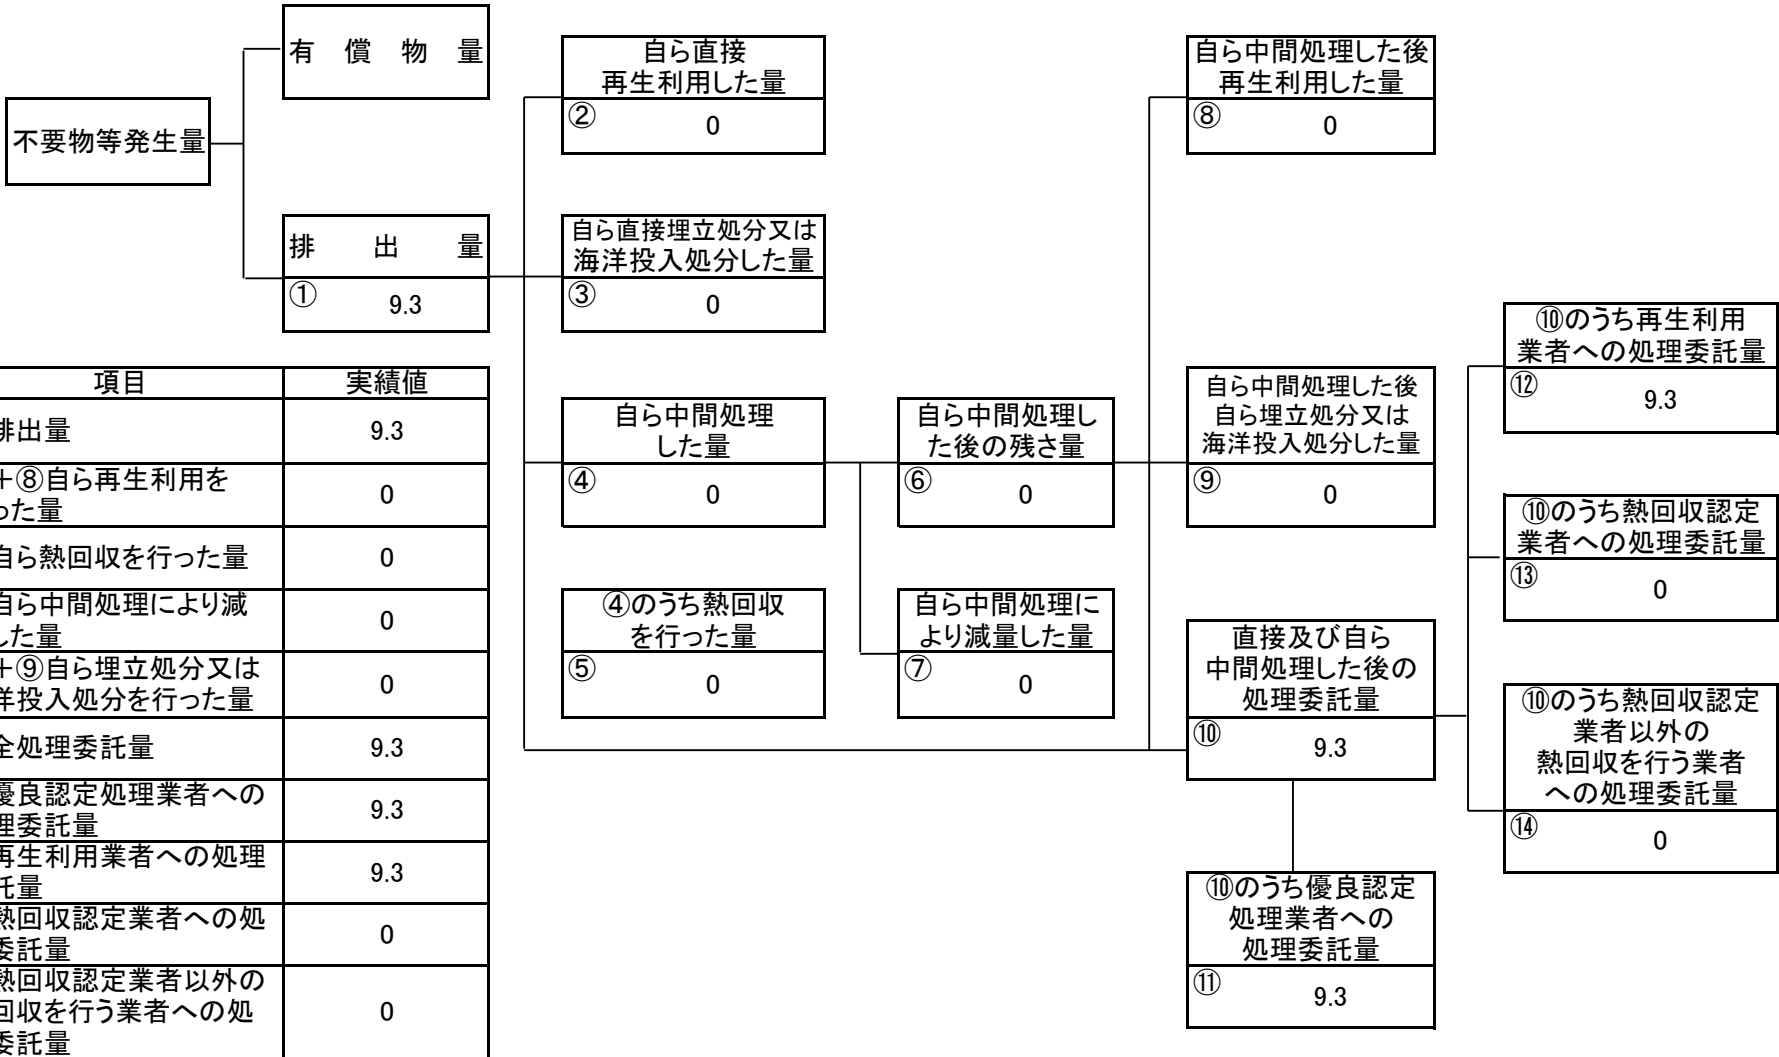 有償物量
不要物等発生量
排出量
① 9.3
自ら直接
再生利用した量
② 0
自ら直接埋立処分又は
海洋投入処分した量
③ 0
自ら中間処理
した量
④ 0
④のうち熱回収
を行った量
⑤ 0
自ら中間処理し
た後の残さ量
⑥ 0
自ら中間処理に
より減量した量
⑦ 0
自ら中間処理した後
再生利用した量
⑧ 0
自ら中間処理した後
自ら埋立処分又は
海洋投入処分した量
⑨ 0
直接及び自ら
中間処理した後の
処理委託量
⑩ 9.3
⑩のうち優良認定
処理業者への
処理委託量
⑪ 9.3
⑩のうち再生利用
業者への処理委託量
⑫ 9.3
⑩のうち熱回収認定
業者への処理委託量
⑬ 0
⑩のうち熱回収認定
業者以外の
熱回収を行う業者
への処理委託量
⑭ 0
項目 実績値
排出量 9.3
+⑧自ら再生利用を
った量 0
自ら熱回収を行った量 0
自ら中間処理により減
した量 0
+⑨自ら埋立処分又は
洋投入処分を行った量 0
全処理委託量 9.3
優良認定処理業者への
理委託量 9.3
再生利用業者への処理
託量 9.3
熱回収認定業者への処
委託量 0
熱回収認定業者以外の
回収を行う業者への処
委託量 0